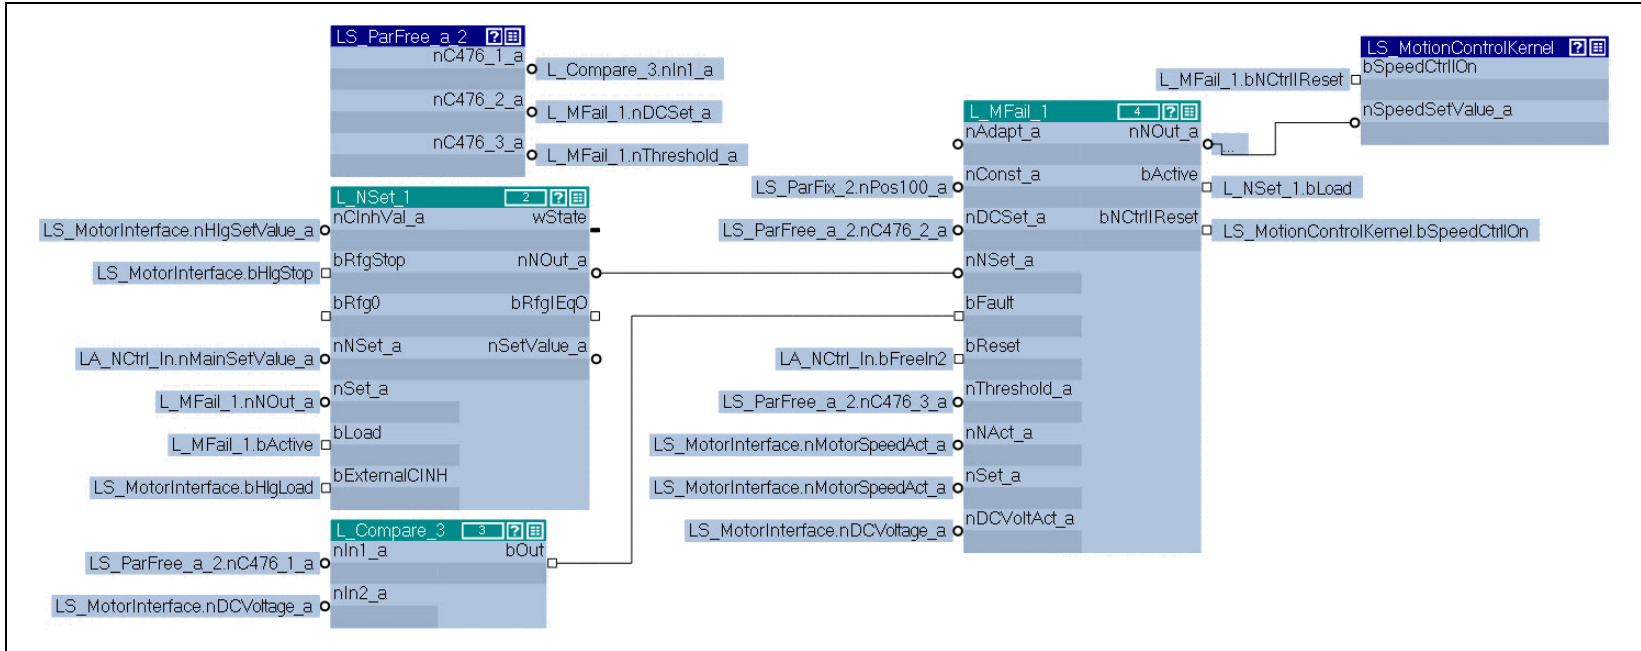 LS_ParFree_a_2 ?
nC476_1_a
L_Compare_3.nIn1_a
nC476_2_a
L_MFail_1.nDCSet_a
nC476_3_a
L_MFail_1.nThreshold_a
L_NSet_1 2 ?
LS_MotorInterface.nHlgSetValue_a
nCInhVal_a wState
LS_MotorInterface.bHlgStop
bRfgStop nNOut_a
bRfg0 bRfgIEqO
LA_NCtrl_In.nMainSetValue_a
nNSet_a nSetValue_a
L_MFail_1.nNOut_a
nSet_a
L_MFail_1.bActive
bLoad
LS_MotorInterface.bHlgLoad
bExternalCINH
L_Compare_3 3 ?
LS_ParFree_a_2.nC476_1_a
nIn1_a bOut
LS_MotorInterface.nDCVoltage_a
nIn2_a
L_MFail_1 4 ?
nAdapt_a nNOut_a
...
LS_ParFix_2.nPos100_a
nConst_a bActive
L_NSet_1.bLoad
LS_ParFree_a_2.nC476_2_a
nDCSet_a bNCtrlIReset
LS_MotionControlKernel.bSpeedCtrlIOn
nNSet_a
bFault
LA_NCtrl_In.bFreeIn2
bReset
LS_ParFree_a_2.nC476_3_a
nThreshold_a
LS_MotorInterface.nMotorSpeedAct_a
nNAct_a
LS_MotorInterface.nMotorSpeedAct_a
nSet_a
LS_MotorInterface.nDCVoltage_a
nDCVoltAct_a
LS_MotionControlKernel ?
L_MFail_1.bNCtrlIReset
bSpeedCtrlIOn
nSpeedSetValue_a